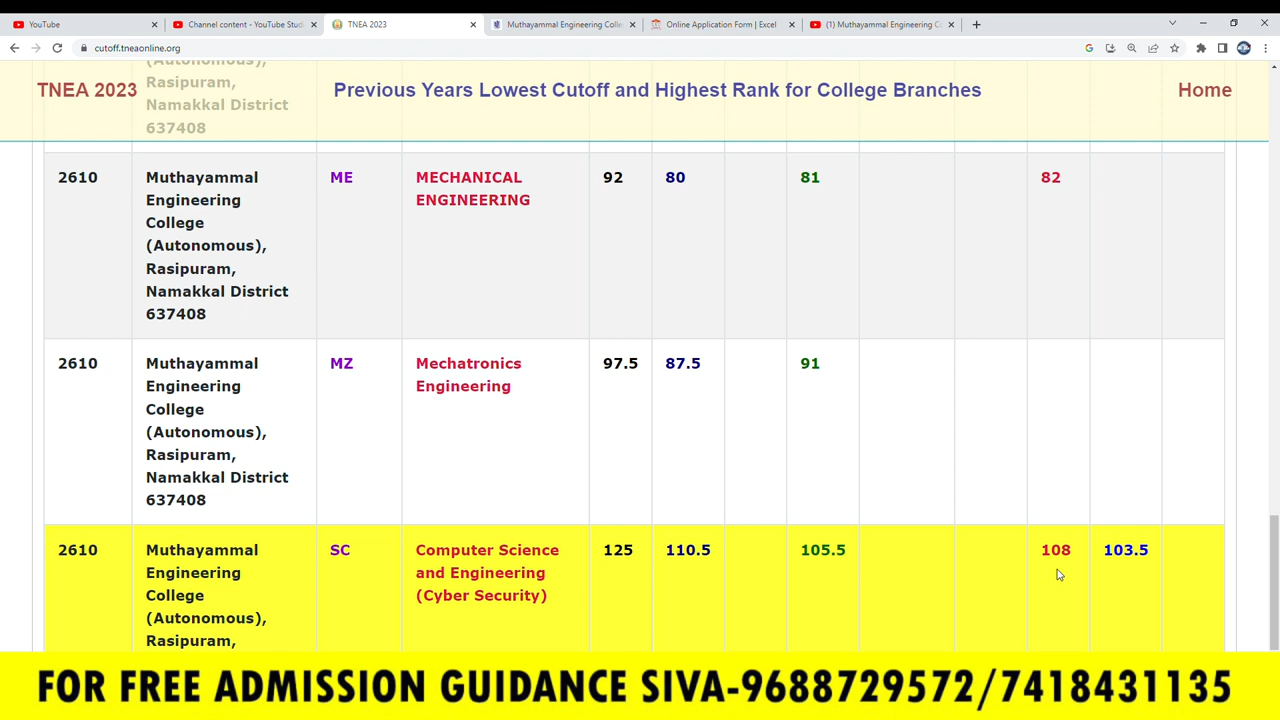 YouTube
Channel content - YouTube Stud
TNEA 2023
Muthayammal Engineering Colle
Online Application Form | Excel
(1) Muthayammal Engineering C
cutoff.tneaonline.org
(Autonomous),
Rasipuram,
Namakkal District
637408
TNEA 2023
Previous Years Lowest Cutoff and Highest Rank for College Branches
Home
2610
Muthayammal
Engineering
College
(Autonomous),
Rasipuram,
Namakkal District
637408
ME
MECHANICAL
ENGINEERING
92
80
81
82
2610
Muthayammal
Engineering
College
(Autonomous),
Rasipuram,
Namakkal District
637408
MZ
Mechatronics
Engineering
97.5
87.5
91
2610
Muthayammal
Engineering
College
(Autonomous),
Rasipuram,
SC
Computer Science
and Engineering
(Cyber Security)
125
110.5
105.5
108
103.5
FOR FREE ADMISSION GUIDANCE SIVA-9688729572/7418431135